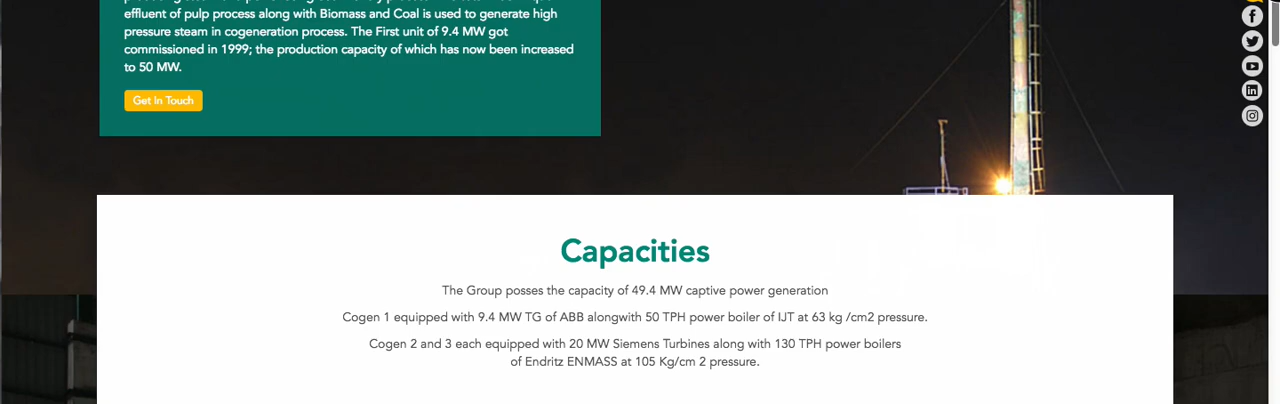 effluent of pulp process along with Biomass and Coal is used to generate high
pressure steam in cogeneration process. The First unit of 9.4 MW got
commissioned in 1999; the production capacity of which has now been increased
to 50 MW.
Get In Touch
Capacities
The Group posses the capacity of 49.4 MW captive power generation
Cogen 1 equipped with 9.4 MW TG of ABB alongwith 50 TPH power boiler of IJT at 63 kg /cm2 pressure.
Cogen 2 and 3 each equipped with 20 MW Siemens Turbines along with 130 TPH power boilers
of Endritz ENMASS at 105 Kg/cm 2 pressure.